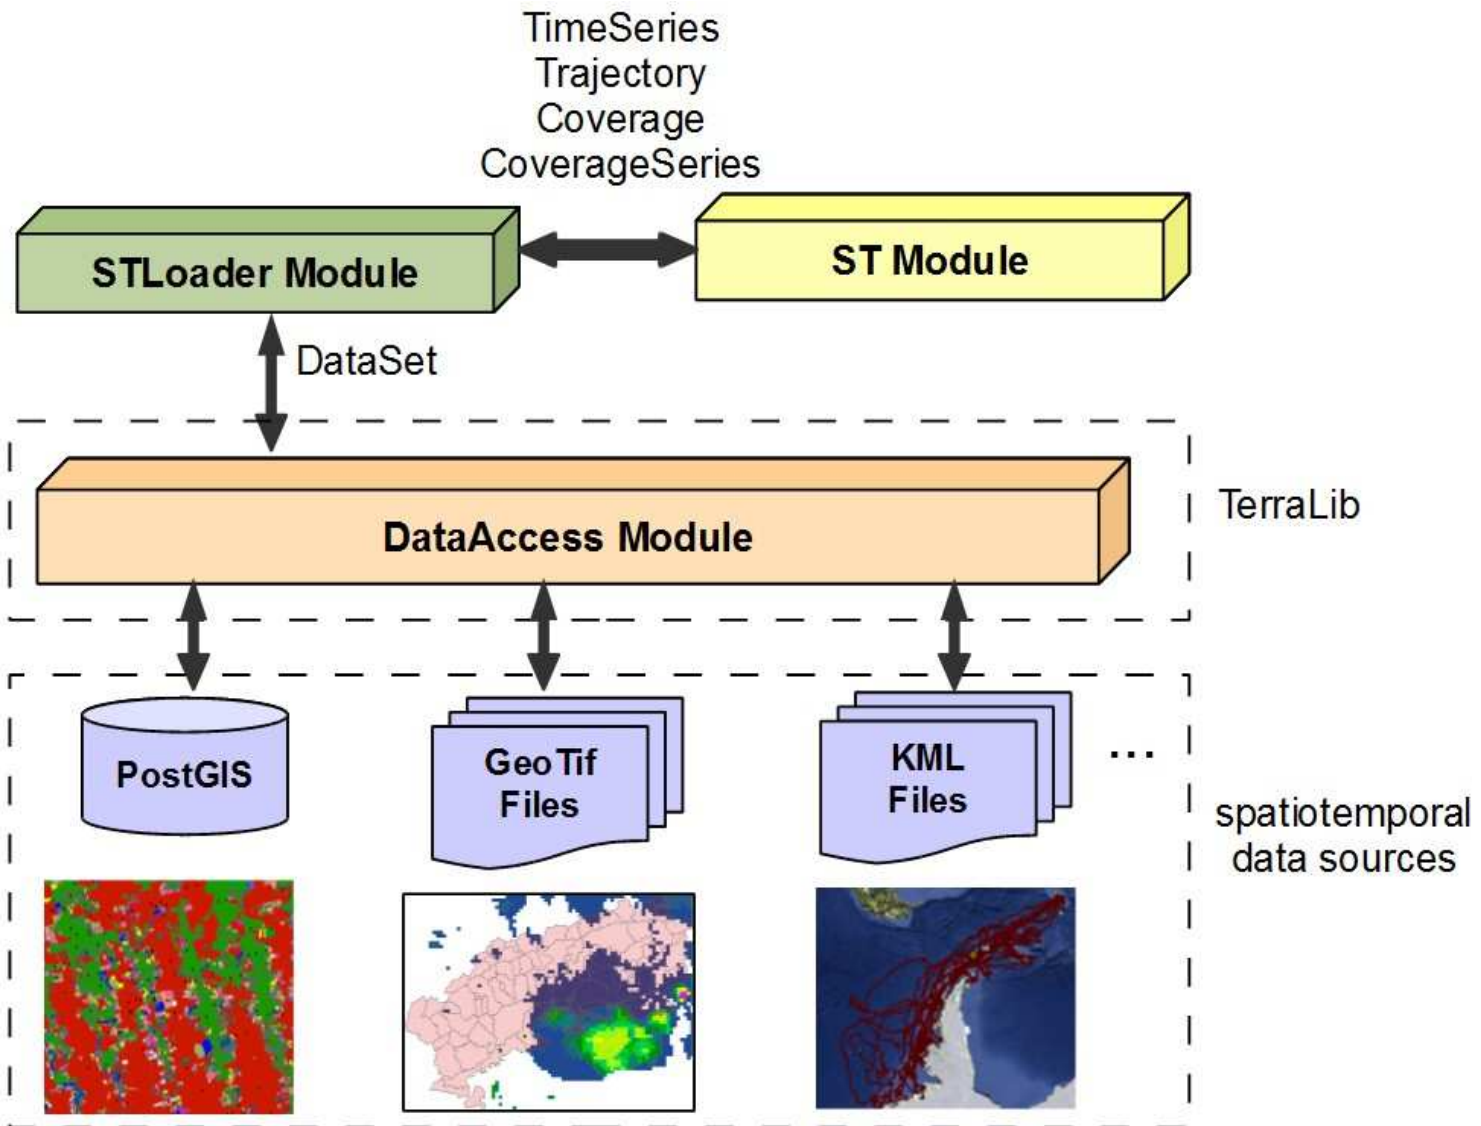 TimeSeries
Trajectory
Coverage
CoverageSeries
STLoader Module
ST Module
DataSet
DataAccess Module
TerraLib
PostGIS
GeoTif
Files
KML
Files
...
spatiotemporal
data sources